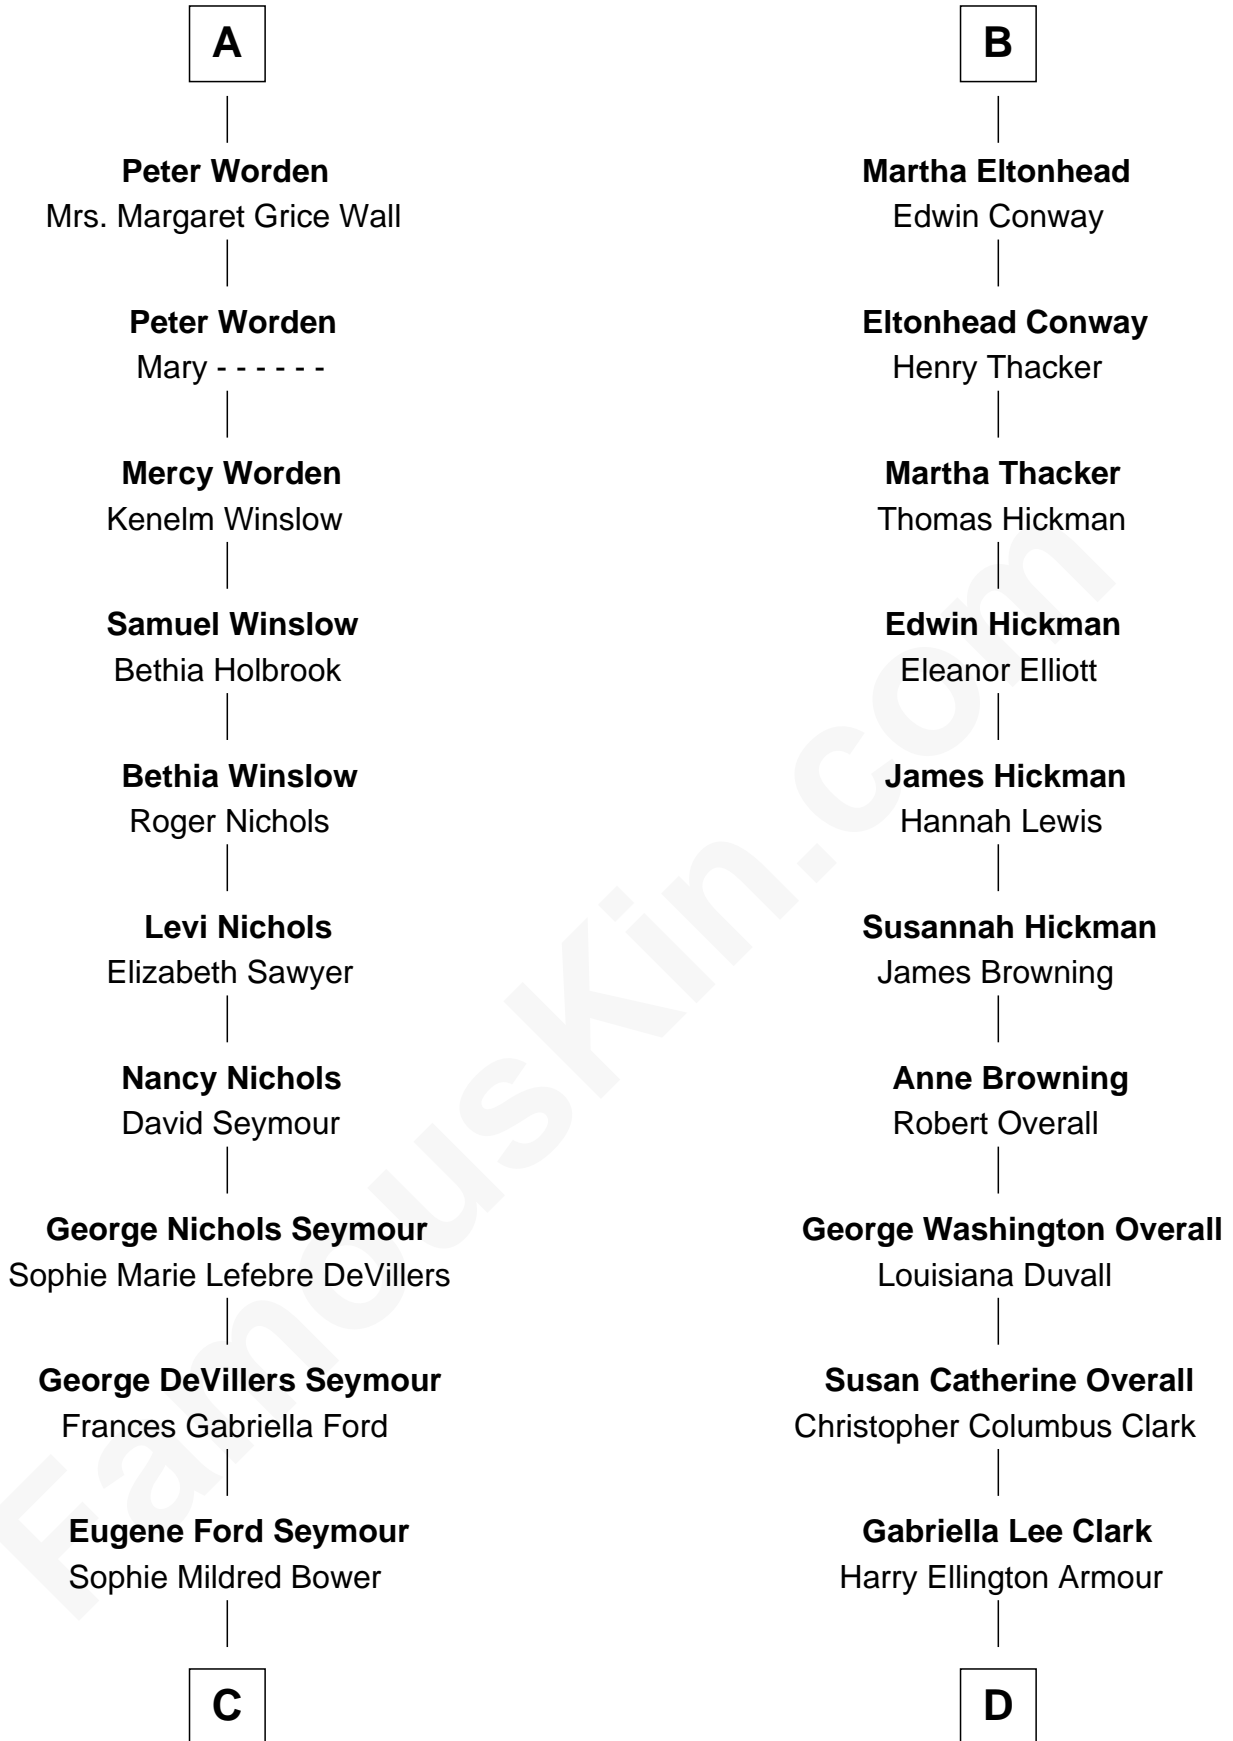 A
Peter Worden
Mrs. Margaret Grice Wall
Peter Worden
Mary - - - - - -
Mercy Worden
Kenelm Winslow
Samuel Winslow
Bethia Holbrook
Bethia Winslow
Roger Nichols
Levi Nichols
Elizabeth Sawyer
Nancy Nichols
David Seymour
George Nichols Seymour
Sophie Marie Lefebre DeVillers
George DeVillers Seymour
Frances Gabriella Ford
Eugene Ford Seymour
Sophie Mildred Bower
C
B
Martha Eltonhead
Edwin Conway
Eltonhead Conway
Henry Thacker
Martha Thacker
Thomas Hickman
Edwin Hickman
Eleanor Elliott
James Hickman
Hannah Lewis
Susannah Hickman
James Browning
Anne Browning
Robert Overall
George Washington Overall
Louisiana Duvall
Susan Catherine Overall
Christopher Columbus Clark
Gabriella Lee Clark
Harry Ellington Armour
D
FamousKin.com